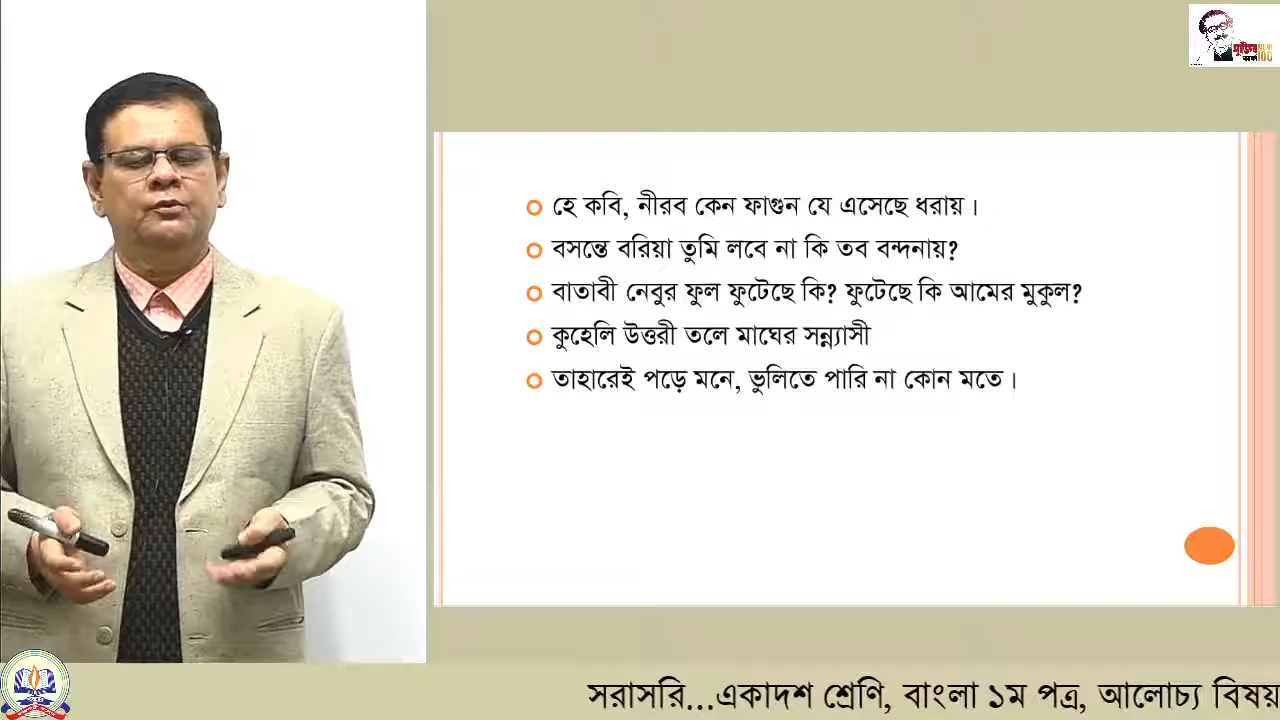 হে কবি, নীরব কেন ফাগুন যে এসেছে ধরায়।
বসন্তে বরিয়া তুমি লবে না কি তব বন্দনায়?
বাতাবী নেবুর ফুল ফুটেছে কি? ফুটেছে কি আমের মুকুল?
কুহেলি উত্তরী তলে মাঘের সন্ন্যাসী
তাহারেই পড়ে মনে, ভুলিতে পারি না কোন মতে।
সরাসরি...একাদশ শ্রেণি, বাংলা ১ম পত্র, আলোচ্য বিষয়